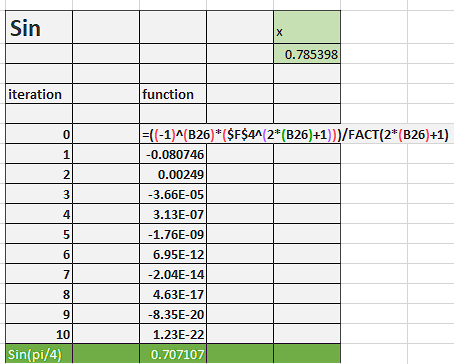 Sin
x
0.785398
iteration function
0 =((-1)^(B26)*($F$4^(2*(B26)+1)))/FACT(2*(B26)+1)
1 -0.080746
2 0.00249
3 -3.66E-05
4 3.13E-07
5 -1.76E-09
6 6.95E-12
7 -2.04E-14
8 4.63E-17
9 -8.35E-20
10 1.23E-22
Sin(pi/4) 0.707107